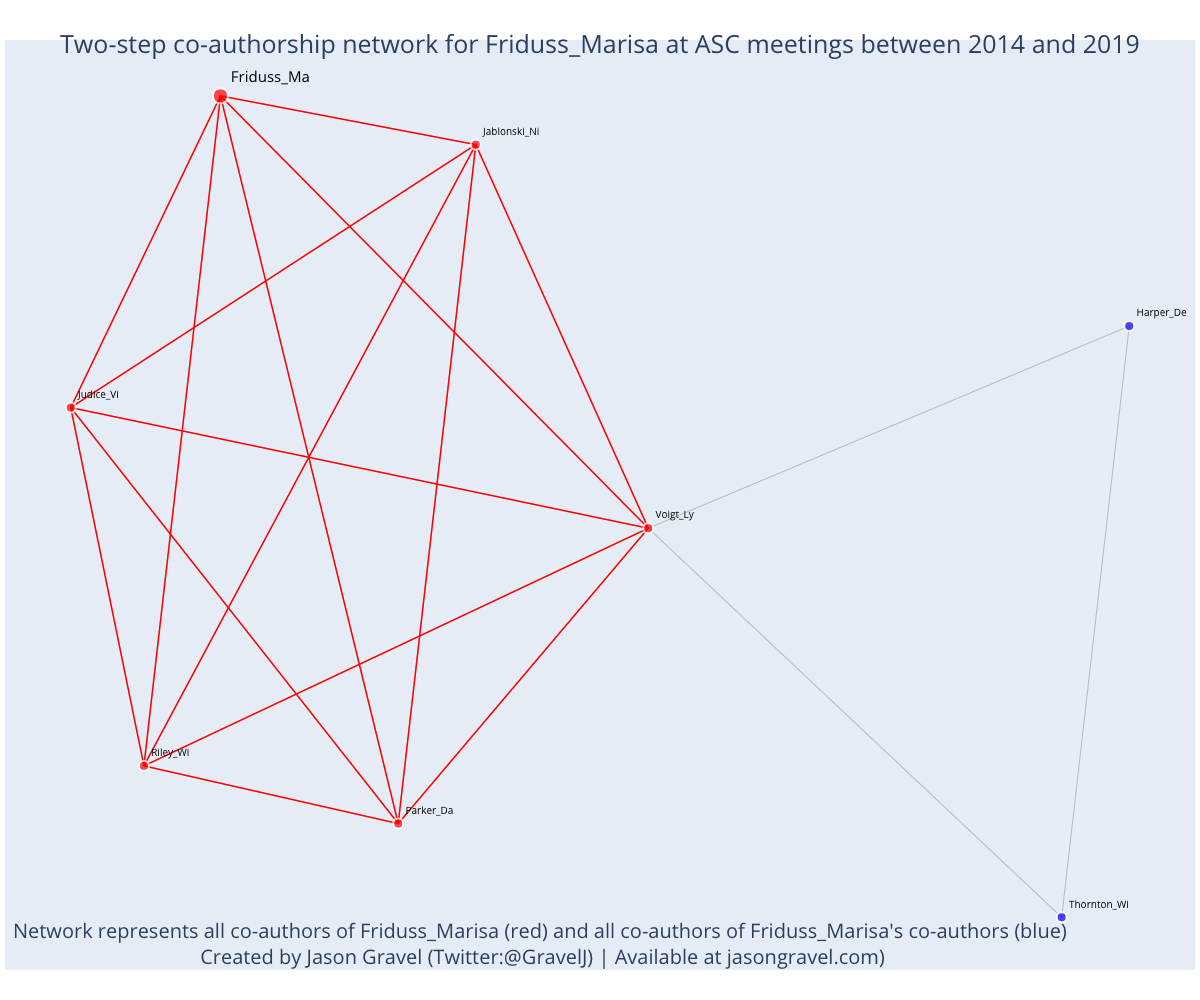 Two-step co-authorship network for Friduss_Marisa at ASC meetings between 2014 and 2019
Friduss_Ma
Jablonski_Ni
Harper_De
Judice_Vi
Voigt_Ly
Riley_Wi
Parker_Da
Thornton_Wi
Network represents all co-authors of Friduss_Marisa (red) and all co-authors of Friduss_Marisa's co-authors (blue)
Created by Jason Gravel (Twitter:@GravelJ) | Available at jasongravel.com)